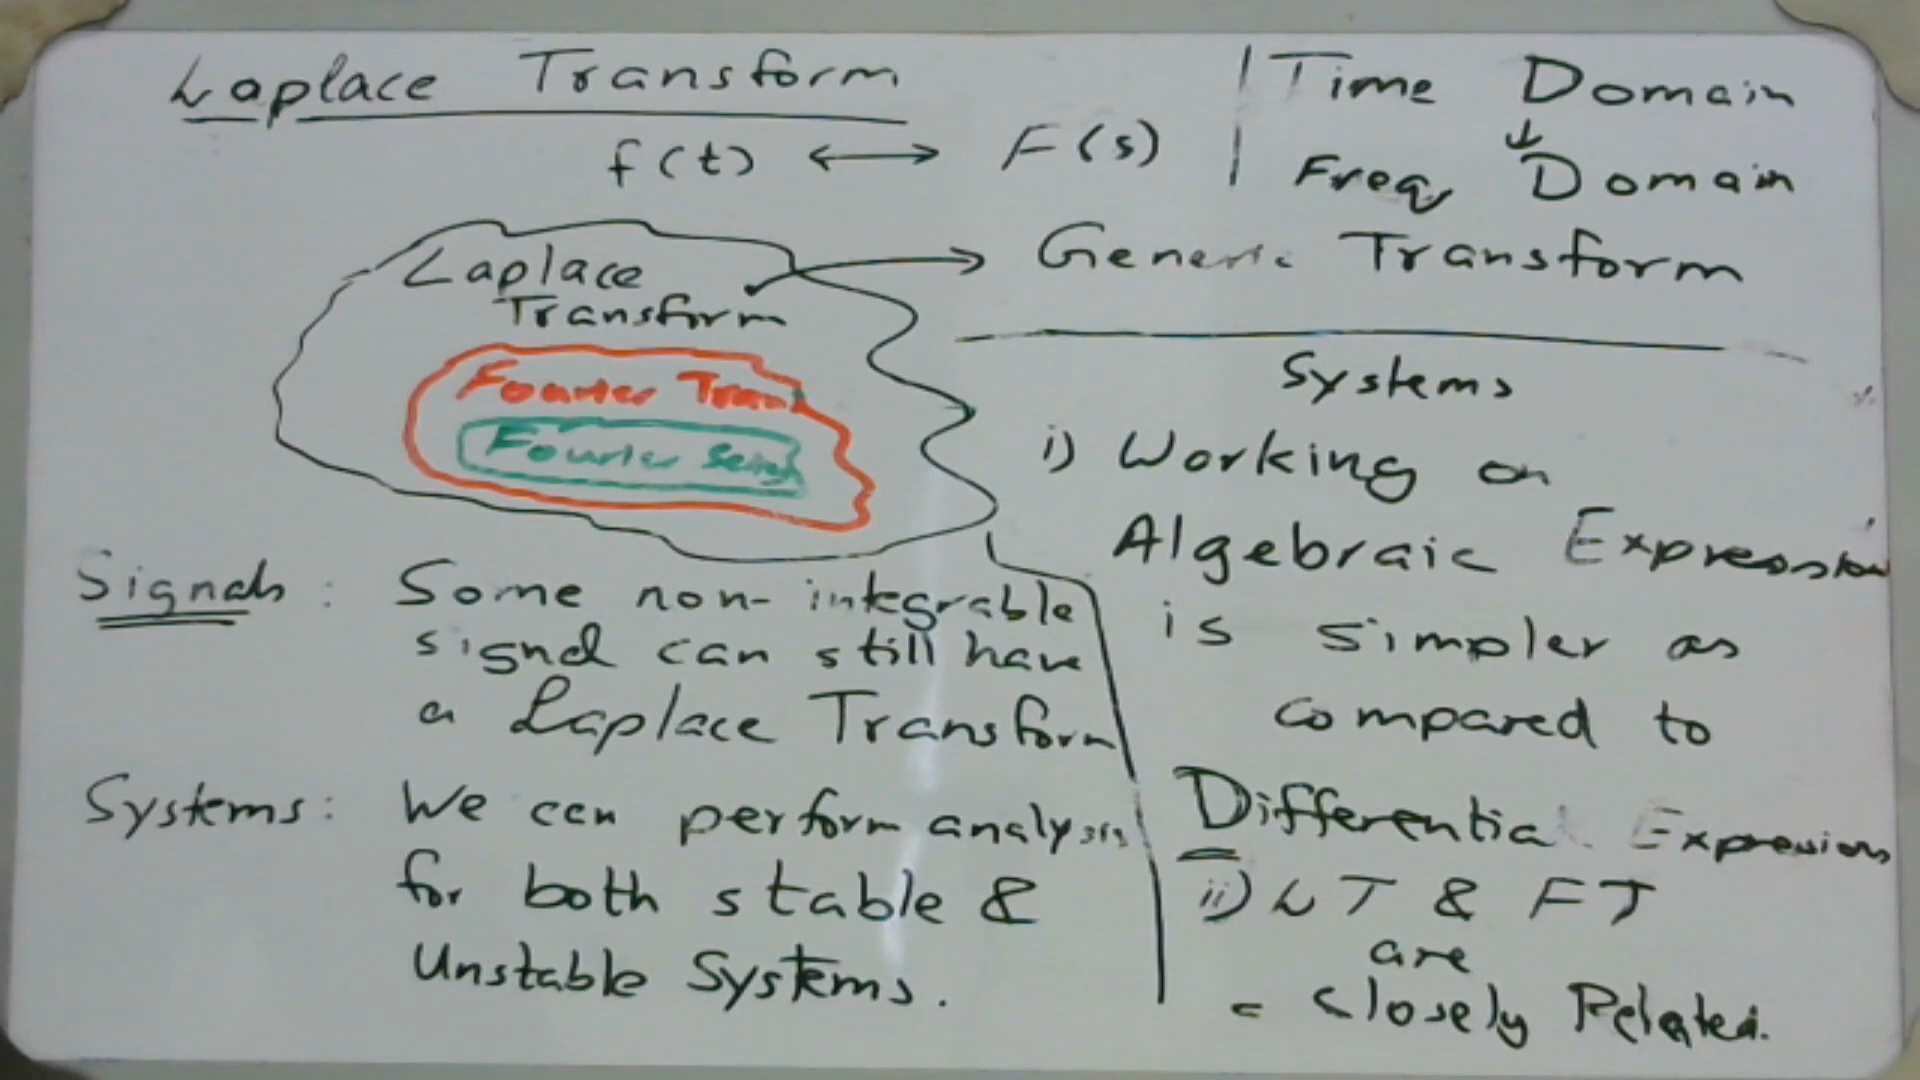 Laplace Transform
f(t) ↔ F(s)
Time Domain
↓
Freq Domain
Laplace
Transform
→ Generic Transform
Fourier Trans
Fourier Series
Signals : Some non-integrable
signal can still have
a Laplace Transform
Systems: We can perform analysis
for both stable &
Unstable Systems.
Systems
i) Working on
Algebraic Expression
is simpler as
compared to
Differential Expressions
ii) LT & FT
are
closely Related.